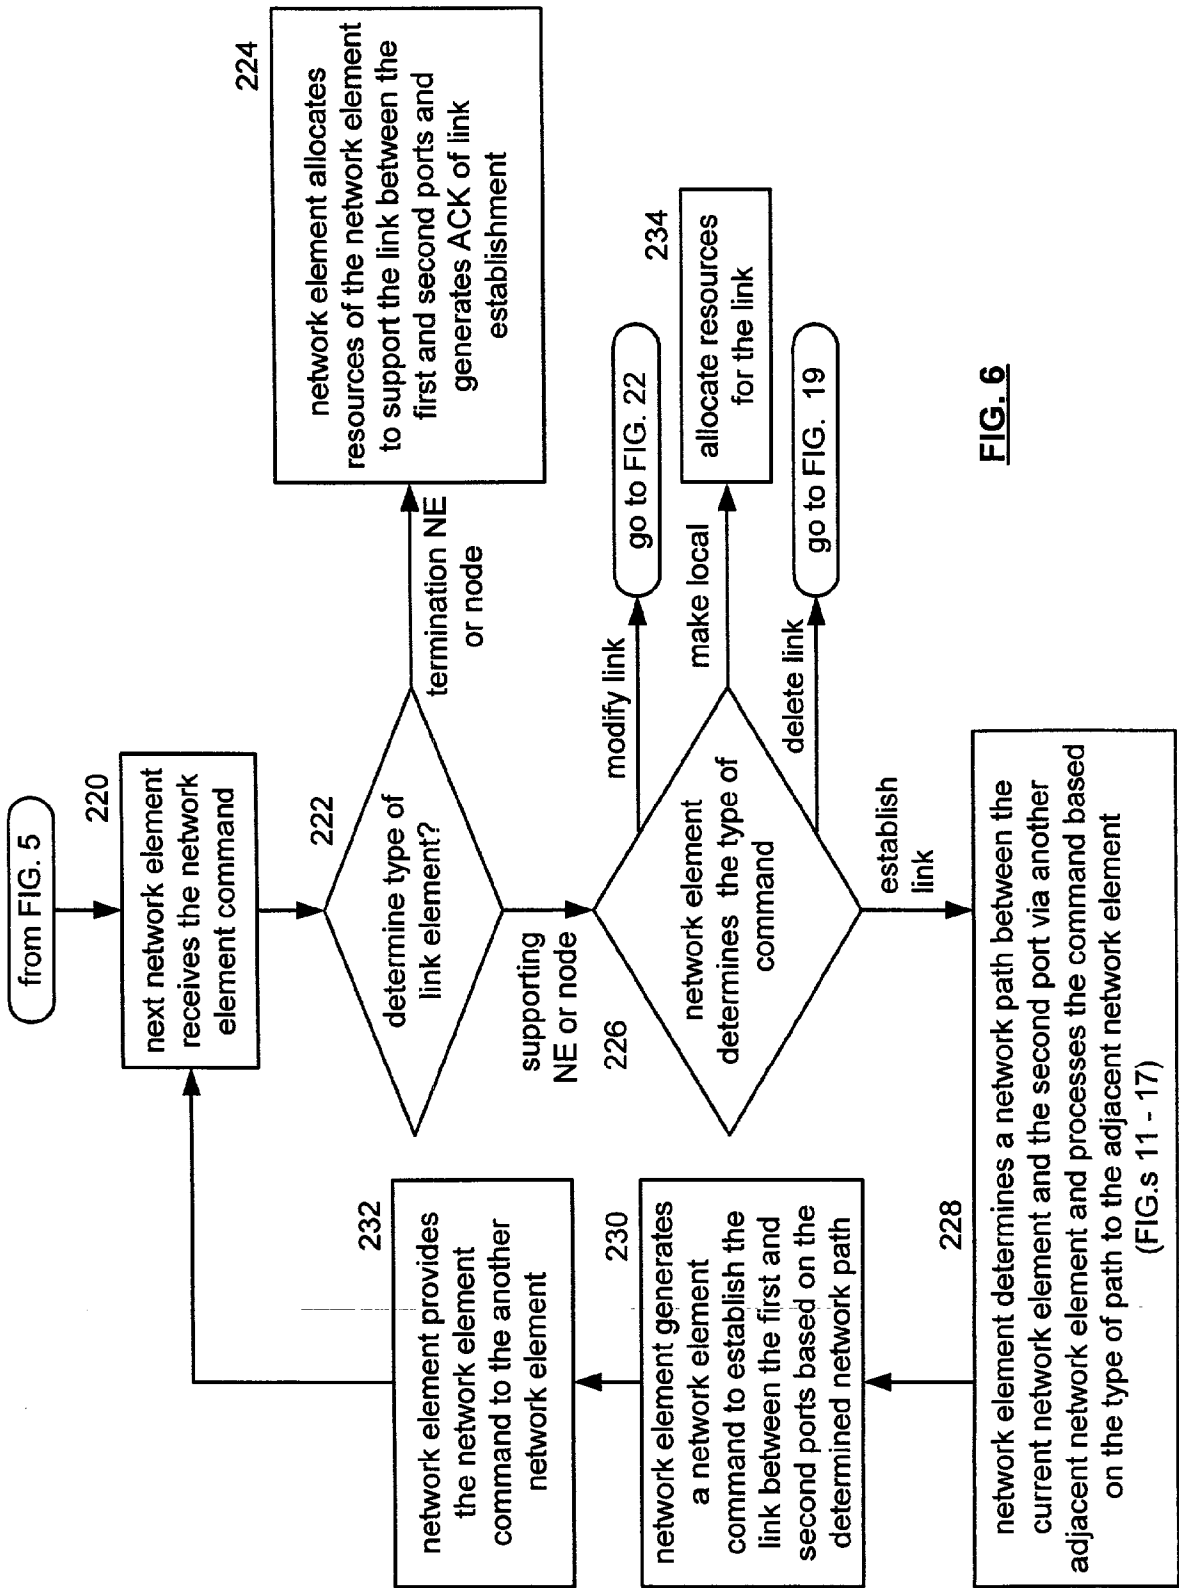 from FIG. 5
220
next network element
receives the network
element command
222
determine type of
link element?
termination NE
or node
224
network element allocates
resources of the network element
to support the link between the
first and second ports and
generates ACK of link
establishment
supporting
NE or node
226
network element
determines the type of
command
modify link
go to FIG. 22
make local
234
allocate resources
for the link
delete link
go to FIG. 19
establish
link
228
network element determines a network path between the
current network element and the second port via another
adjacent network element and processes the command based
on the type of path to the adjacent network element
(FIG.s 11 - 17)
230
network element generates
a network element
command to establish the
link between the first and
second ports based on the
determined network path
232
network element provides
the network element
command to the another
network element
FIG. 6